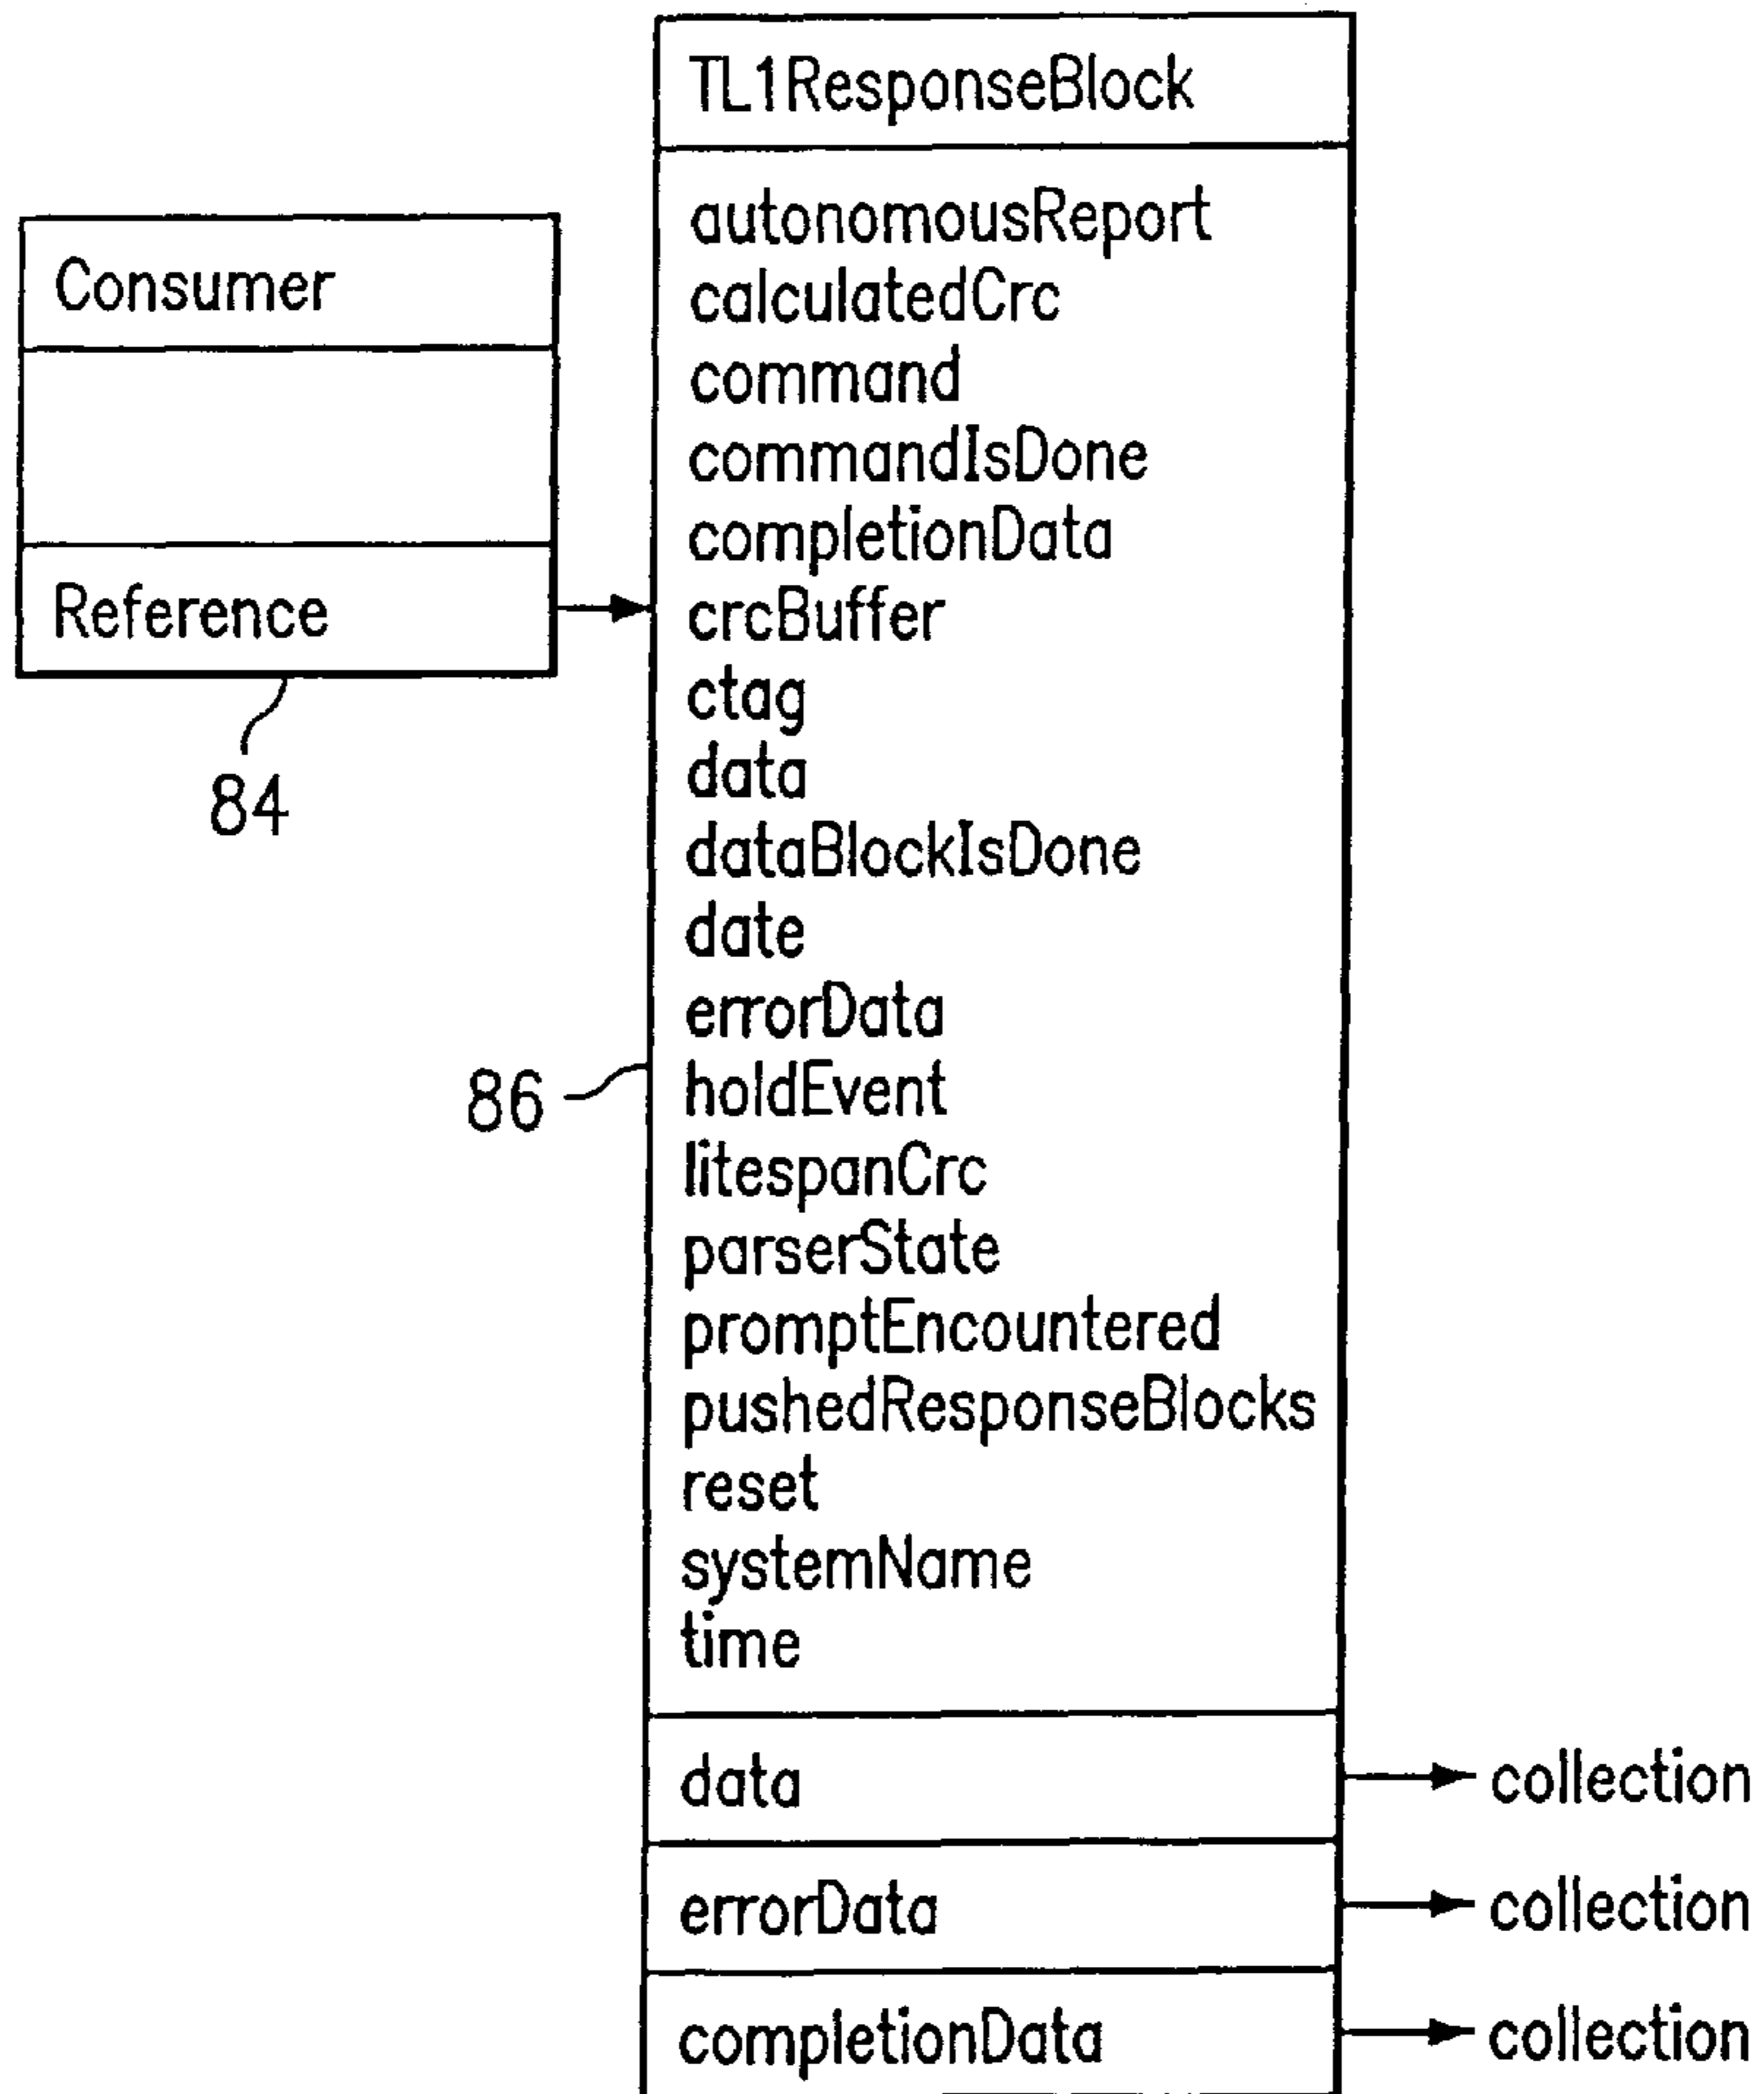 Consumer
Reference
84
TL1ResponseBlock
autonomousReport
calculatedCrc
command
commandIsDone
completionData
crcBuffer
ctag
data
dataBlockIsDone
date
errorData
holdEvent
litespanCrc
parserState
promptEncountered
pushedResponseBlocks
reset
systemName
time
86
data
collection
errorData
collection
completionData
collection